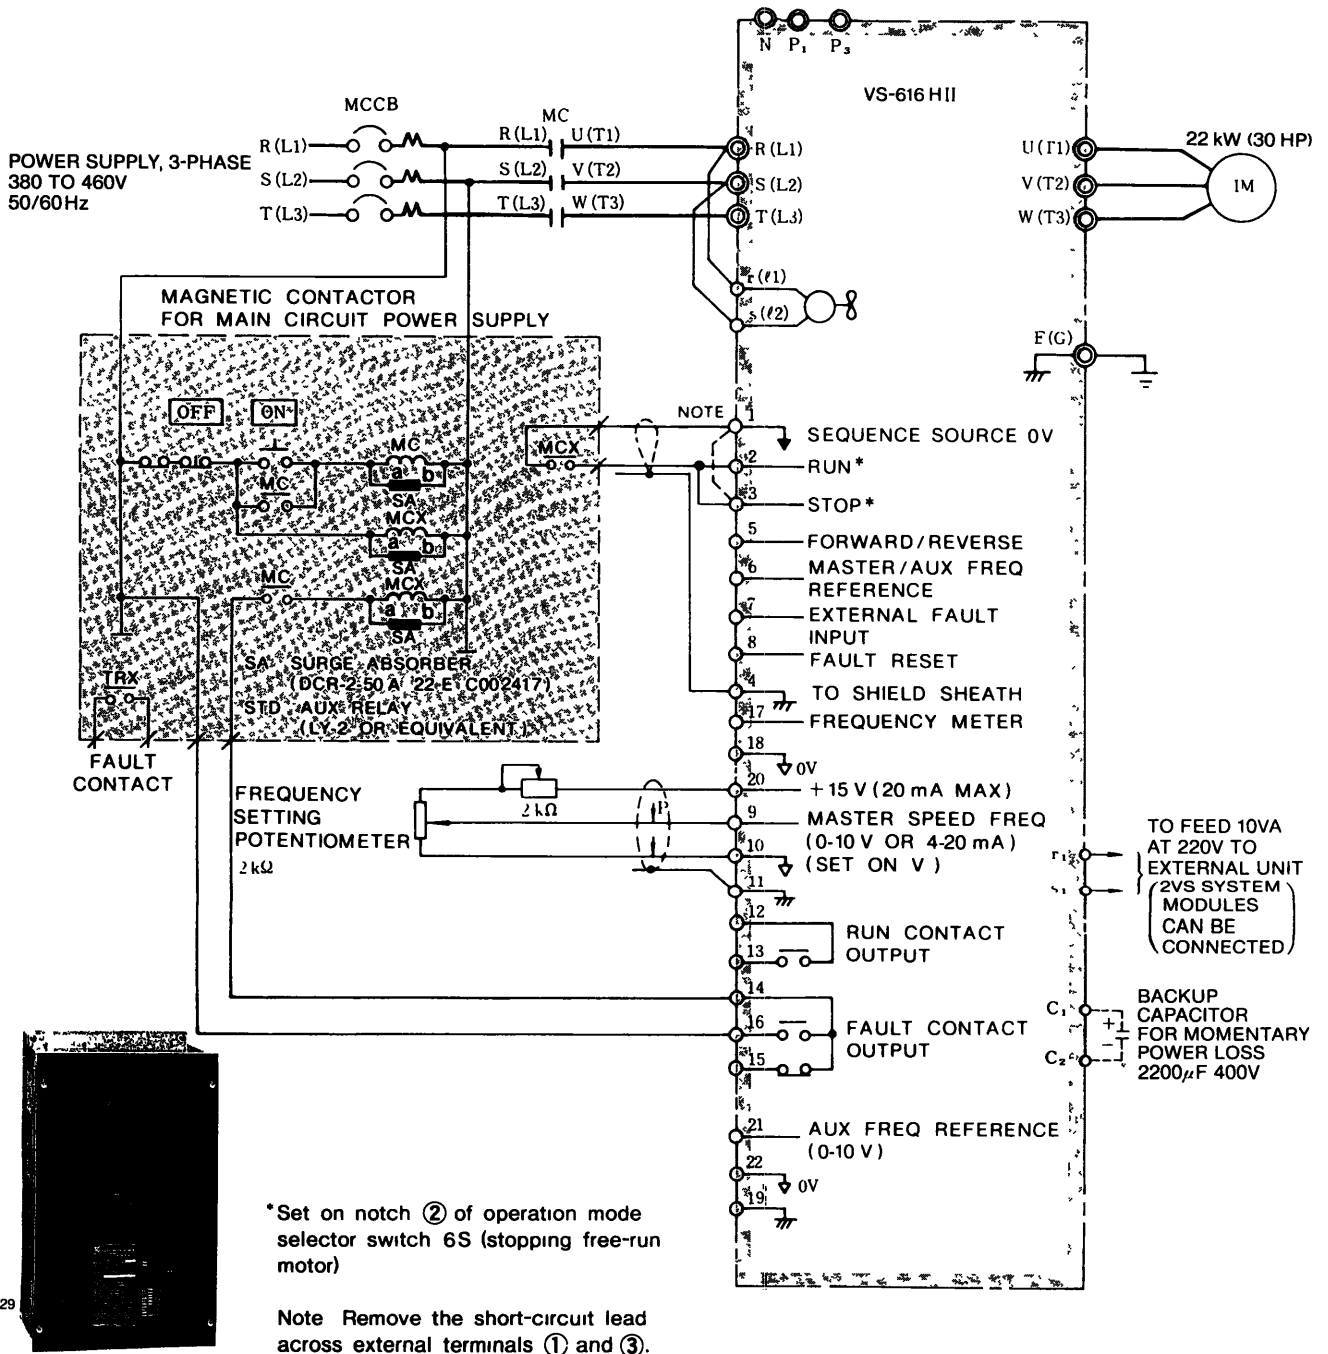 N P₁ P₃
VS-616HII
MCCB
MC
POWER SUPPLY, 3-PHASE
380 TO 460V
50/60Hz
R(L1)
S(L2)
T(L3)
R(L1) U(T1)
S(L2) V(T2)
T(L3) W(T3)
R(L1)
S(L2)
T(L3)
U(T1)
V(T2)
W(T3)
22 kW (30 HP)
IM
r(ℓ1)
s(ℓ2)
E(G)
MAGNETIC CONTACTOR
FOR MAIN CIRCUIT POWER SUPPLY
OFF
ON
MC
a b
SA
MC
MCX
a b
SA
MC
MCX
a b
SA
MCX
NOTE
SA SURGE ABSORBER
(DCR-2-50 A 22-E C002417)
STD AUX RELAY
(LY-2 OR EQUIVALENT)
TRX
FAULT
CONTACT
1 SEQUENCE SOURCE 0V
2 RUN*
3 STOP*
5 FORWARD/REVERSE
6 MASTER/AUX FREQ
REFERENCE
7 EXTERNAL FAULT
INPUT
8 FAULT RESET
4 TO SHIELD SHEATH
17 FREQUENCY METER
18 0V
20 +15 V (20 mA MAX)
9 MASTER SPEED FREQ
(0-10 V OR 4-20 mA)
10 (SET ON V)
11
FREQUENCY
SETTING
POTENTIOMETER
2 kΩ
2 kΩ
P
12
RUN CONTACT
OUTPUT
13
14
16 FAULT CONTACT
OUTPUT
15
21 AUX FREQ REFERENCE
(0-10 V)
22 0V
19
r₁
s₁
TO FEED 10VA
AT 220V TO
EXTERNAL UNIT
(2VS SYSTEM
MODULES
CAN BE
CONNECTED)
C₁
C₂
+
−
BACKUP
CAPACITOR
FOR MOMENTARY
POWER LOSS
2200μF 400V
29
*Set on notch ② of operation mode
selector switch 6S (stopping free-run
motor)
Note Remove the short-circuit lead
across external terminals ① and ③.